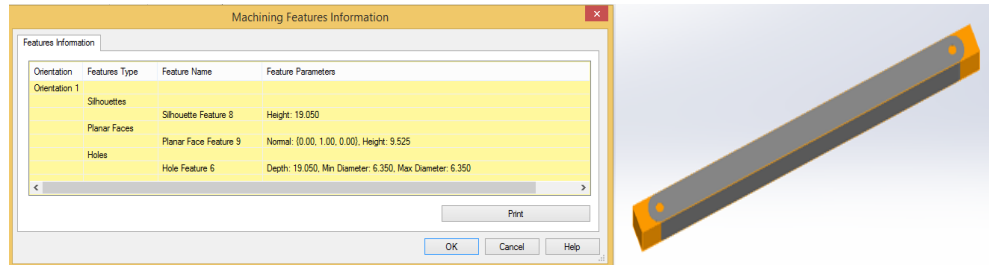 Machining Features Information
Features Information
Orientation Features Type Feature Name Feature Parameters
Orientation 1
Silhouettes
Silhouette Feature 8 Height: 19.050
Planar Faces
Planar Face Feature 9 Normal: {0.00, 1.00, 0.00}, Height: 9.525
Holes
Hole Feature 6 Depth: 19.050, Min Diameter: 6.350, Max Diameter: 6.350
Print
OK Cancel Help